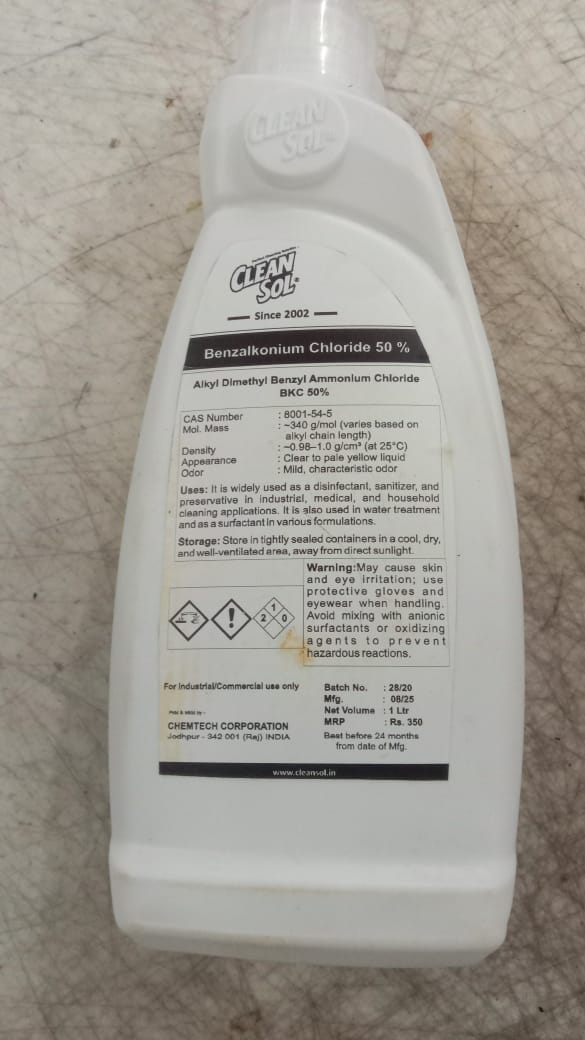 CLEAN
SOL
CLEAN
SOL®
Since 2002
Benzalkonium Chloride 50 %
Alkyl Dimethyl Benzyl Ammonium Chloride
BKC 50%
CAS Number : 8001-54-5
Mol. Mass : ~340 g/mol (varies based on
alkyl chain length)
Density : ~0.98–1.0 g/cm³ (at 25°C)
Appearance : Clear to pale yellow liquid
Odor : Mild, characteristic odor
Uses: It is widely used as a disinfectant, sanitizer, and
preservative in industrial, medical, and household
cleaning applications. It is also used in water treatment
and as a surfactant in various formulations.
Storage: Store in tightly sealed containers in a cool, dry,
and well-ventilated area, away from direct sunlight.
Warning:May cause skin
and eye irritation; use
protective gloves and
eyewear when handling.
Avoid mixing with anionic
surfactants or oxidizing
agents to prevent
hazardous reactions.
!
1
2 0
For Industrial/Commercial use only
CHEMTECH CORPORATION
Jodhpur - 342 001 (Raj) INDIA
Batch No. : 28/20
Mfg. : 08/25
Net Volume : 1 Ltr
MRP : Rs. 350
Best before 24 months
from date of Mfg.
www.cleansol.in